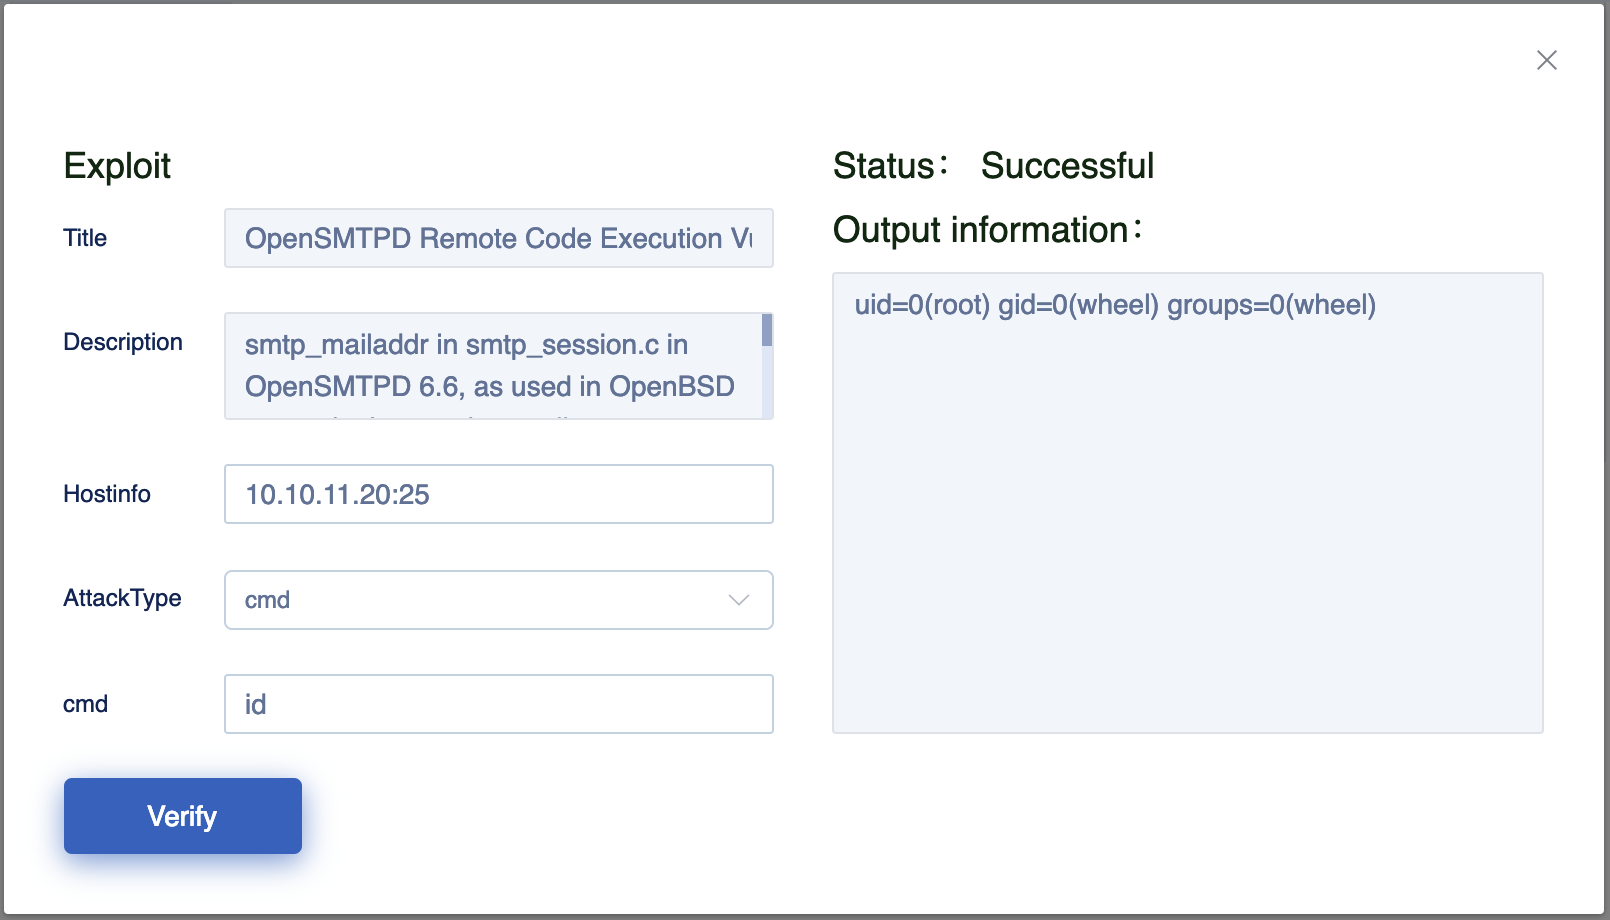 Exploit
Title
OpenSMTPD Remote Code Execution
Description
smtp_mailaddr in smtp_session.c in
OpenSMTPD 6.6, as used in OpenBSD
Hostinfo
10.10.11.20:25
AttackType
cmd
cmd
id
Verify
Status： Successful
Output information：
uid=0(root) gid=0(wheel) groups=0(wheel)